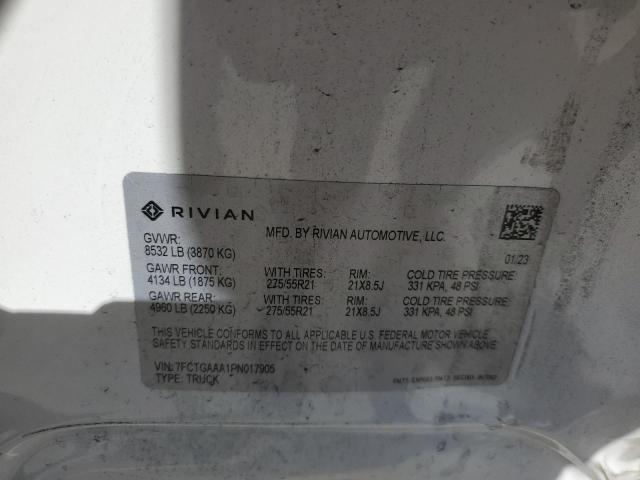 RIVIAN
MFD. BY RIVIAN AUTOMOTIVE, LLC.
GVWR:
8532 LB (3870 KG)
01/23
GAWR FRONT: WITH TIRES: RIM: COLD TIRE PRESSURE:
4134 LB (1875 KG) 275/55R21 21X8.5J 331 KPA, 48 PSI
GAWR REAR: WITH TIRES: RIM: COLD TIRE PRESSURE:
4960 LB (2250 KG) 275/55R21 21X8.5J 331 KPA, 48 PSI
THIS VEHICLE CONFORMS TO ALL APPLICABLE U.S. FEDERAL MOTOR VEHICLE
SAFETY STANDARDS IN EFFECT ON THE DATE OF MANUFACTURE SHOWN ABOVE.
VIN: 7FCTGAAA1PN017905
TYPE: TRUCK